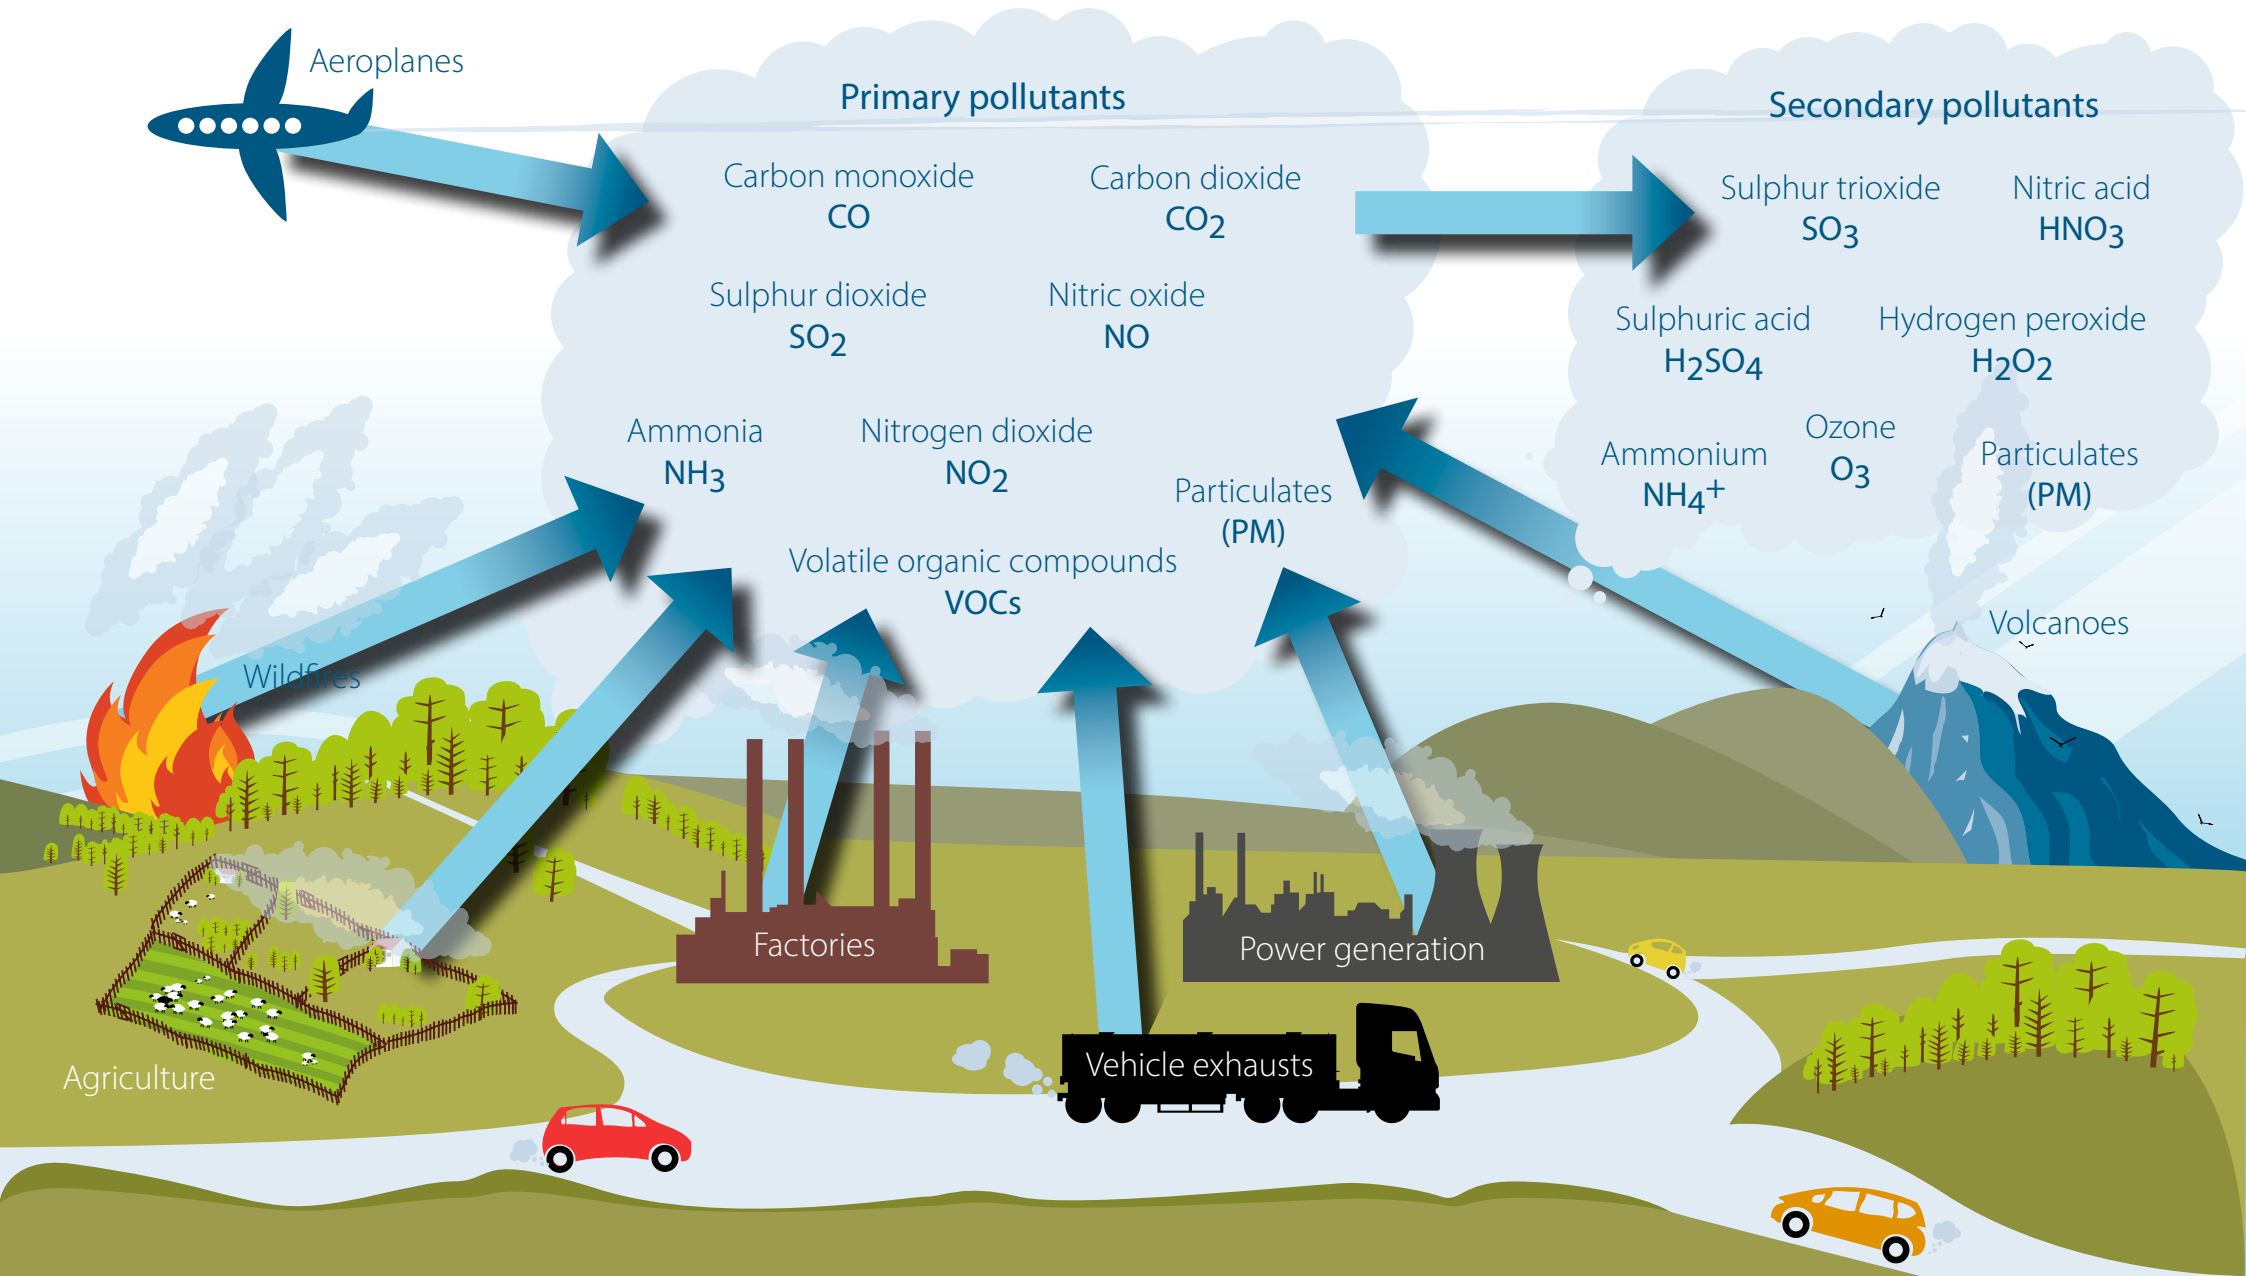 Aeroplanes
Primary pollutants
Carbon monoxide
CO
Carbon dioxide
CO2
Sulphur dioxide
SO2
Nitric oxide
NO
Ammonia
NH3
Nitrogen dioxide
NO2
Particulates
(PM)
Volatile organic compounds
VOCs
Secondary pollutants
Sulphur trioxide
SO3
Nitric acid
HNO3
Sulphuric acid
H2SO4
Hydrogen peroxide
H2O2
Ammonium
NH4+
Ozone
O3
Particulates
(PM)
Volcanoes
Wildfires
Factories
Power generation
Vehicle exhausts
Agriculture